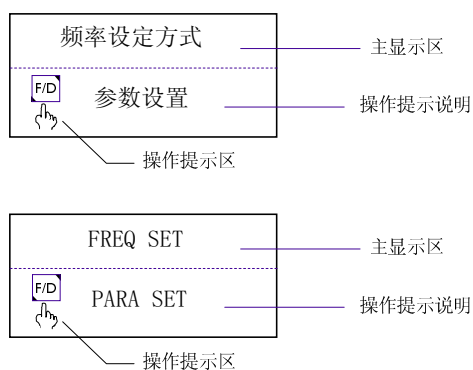 频率设定方式
主显示区
F/D
参数设置
操作提示说明
操作提示区
FREQ SET
主显示区
F/D
PARA SET
操作提示说明
操作提示区